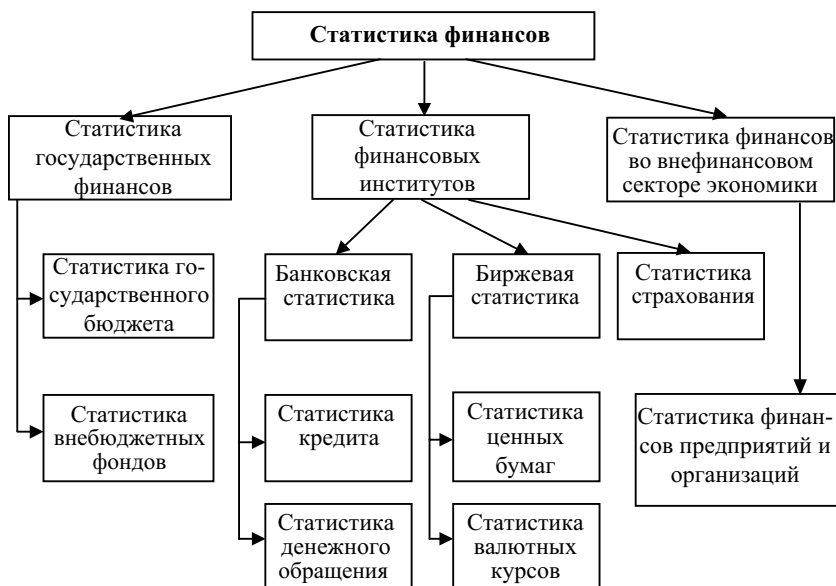 Статистика финансов
Статистика
государственных
финансов
Статистика
финансовых
институтов
Статистика финансов
во внефинансовом
секторе экономики
Статистика го-
сударственного
бюджета
Банковская
статистика
Биржевая
статистика
Статистика
страхования
Статистика
внебюджетных
фондов
Статистика
кредита
Статистика
ценных
бумаг
Статистика финан-
сов предприятий и
организаций
Статистика
денежного
обращения
Статистика
валютных
курсов